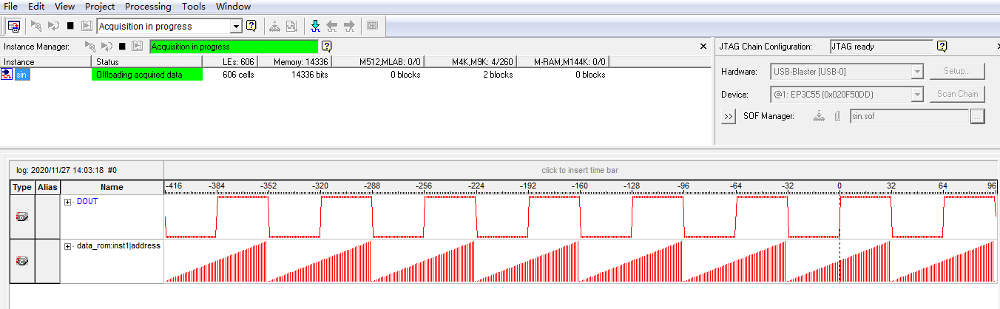 File Edit View Project Processing Tools Window
Acquisition in progress
Instance Manager: Acquisition in progress JTAG Chain Configuration: JTAG ready
Instance Status LEs: 606 Memory: 14336 M512,MLAB: 0/0 M4K,M9K: 4/260 M-RAM,M144K: 0/0
sin Offloading acquired data 606 cells 14336 bits 0 blocks 2 blocks 0 blocks
Hardware: USB-Blaster [USB-0] Setup...
Device: @1: EP3C55 (0x020F50DD) Scan Chain
>> SOF Manager: sin.sof ...
log: 2020/11/27 14:03:18 #0 click to insert time bar
Type Alias Name -416 -384 -352 -320 -288 -256 -224 -192 -160 -128 -96 -64 -32 0 32 64 96
DOUT
data_rom:inst1|address